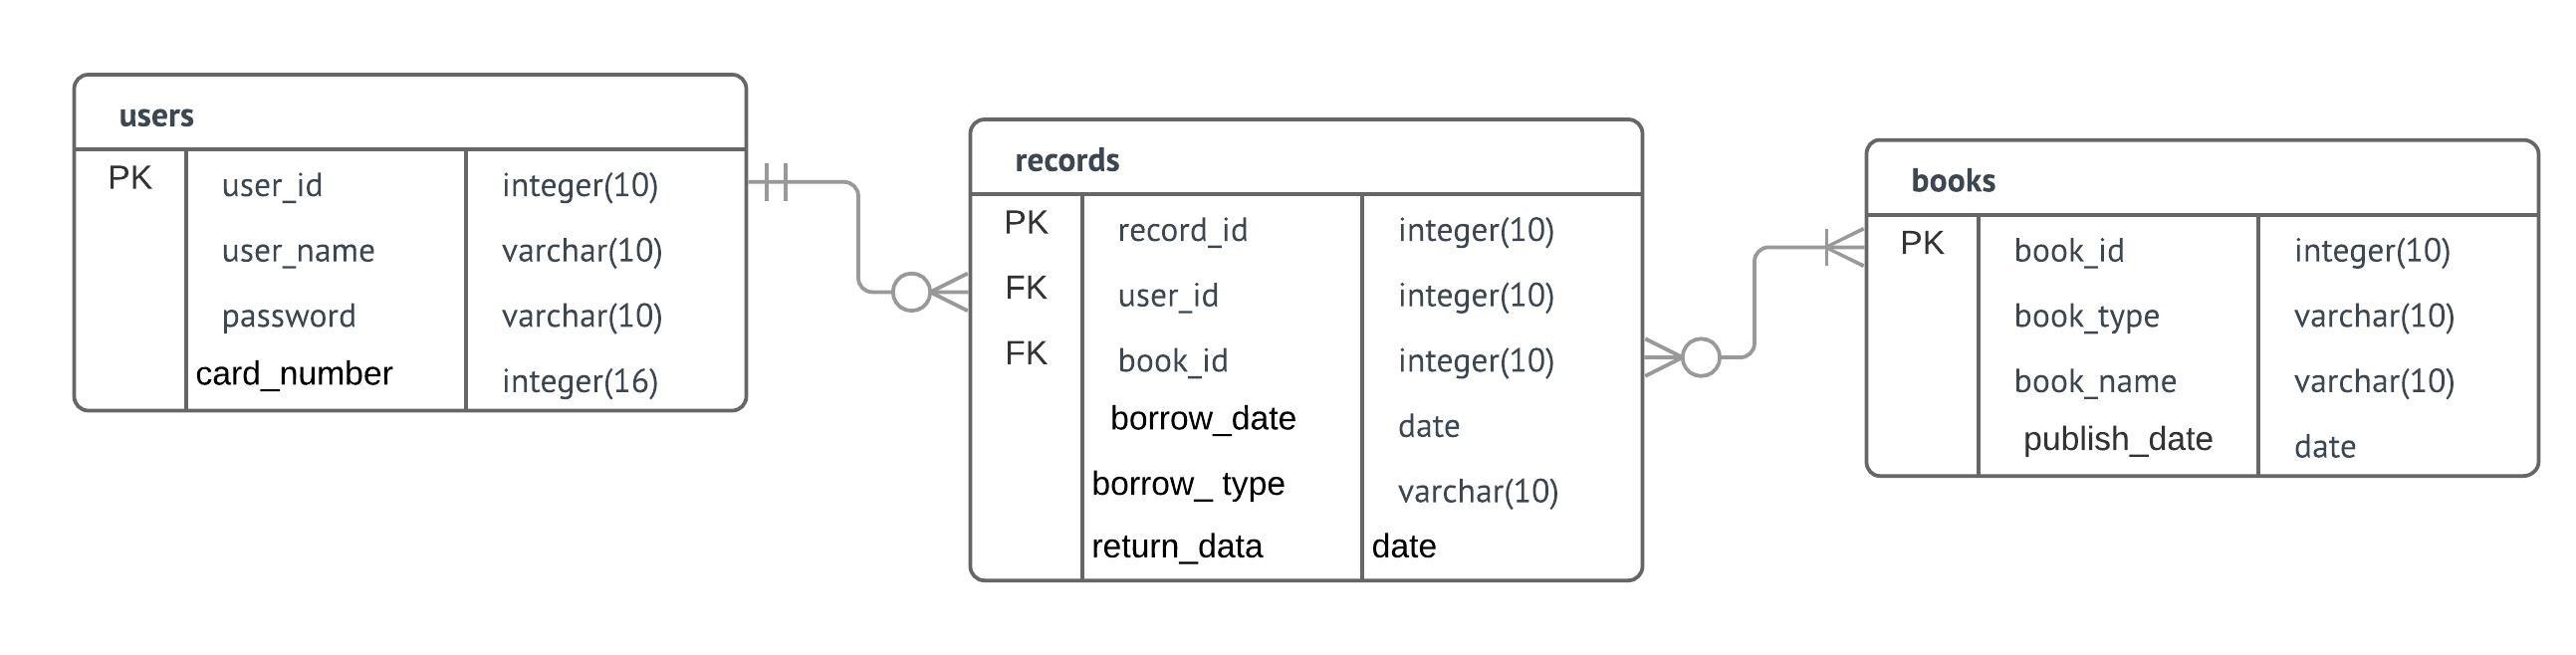 users
PK user_id integer(10)
user_name varchar(10)
password varchar(10)
card_number integer(16)
records
PK record_id integer(10)
FK user_id integer(10)
FK book_id integer(10)
borrow_date date
borrow_ type varchar(10)
return_data date
books
PK book_id integer(10)
book_type varchar(10)
book_name varchar(10)
publish_date date